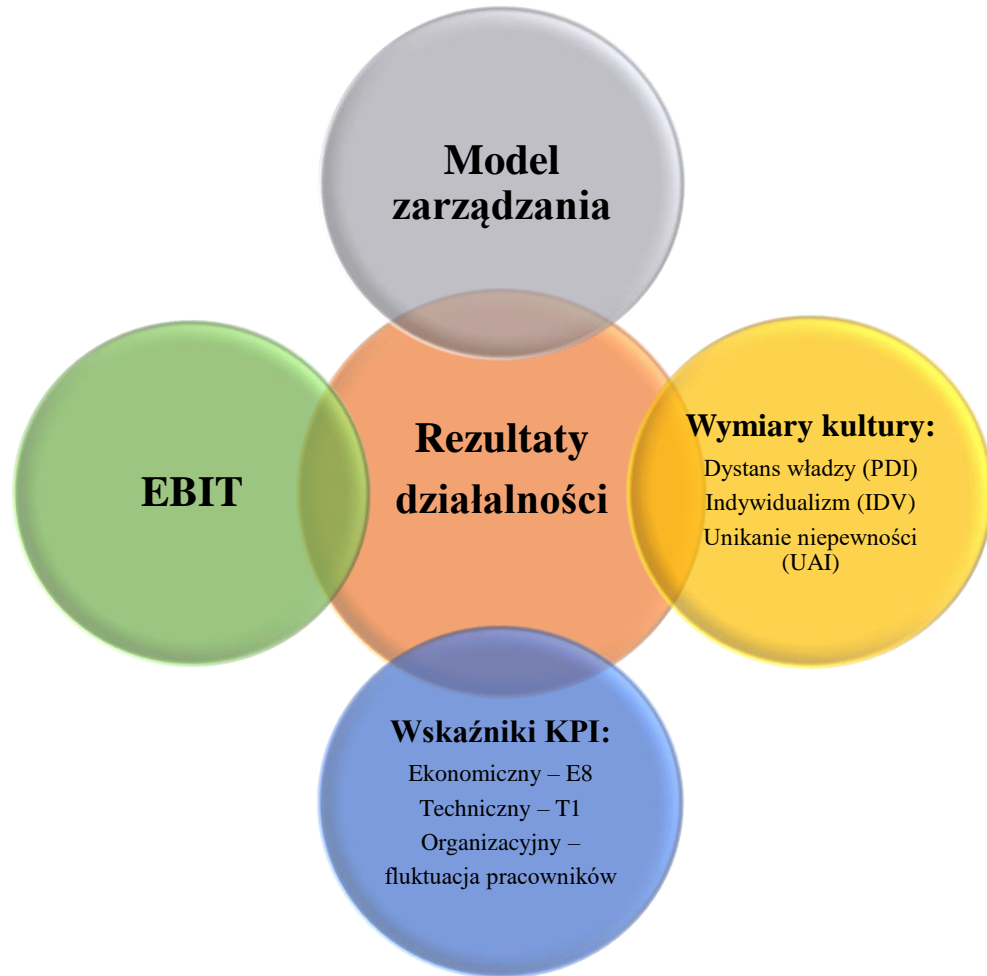 Model
zarządzania
EBIT
Rezultaty
działalności
Wymiary kultury:
Dystans władzy (PDI)
Indywidualizm (IDV)
Unikanie niepewności
(UAI)
Wskaźniki KPI:
Ekonomiczny – E8
Techniczny – T1
Organizacyjny –
fluktuacja pracowników